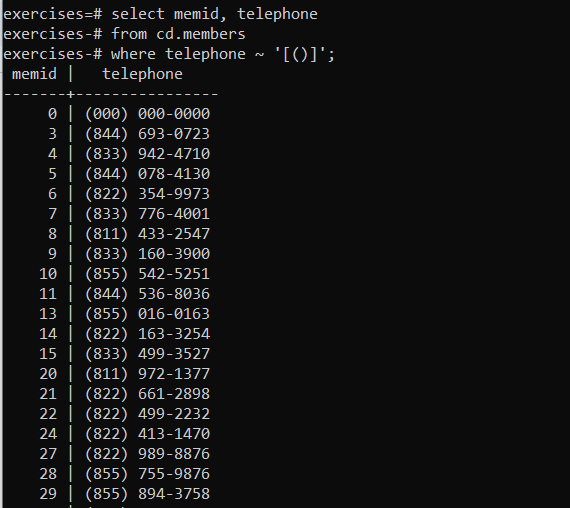 exercises=# select memid, telephone
exercises-# from cd.members
exercises-# where telephone ~ '[()]';
 memid |   telephone
-------+----------------
     0 | (000) 000-0000
     3 | (844) 693-0723
     4 | (833) 942-4710
     5 | (844) 078-4130
     6 | (822) 354-9973
     7 | (833) 776-4001
     8 | (811) 433-2547
     9 | (833) 160-3900
    10 | (855) 542-5251
    11 | (844) 536-8036
    13 | (855) 016-0163
    14 | (822) 163-3254
    15 | (833) 499-3527
    20 | (811) 972-1377
    21 | (822) 661-2898
    22 | (822) 499-2232
    24 | (822) 413-1470
    27 | (822) 989-8876
    28 | (855) 755-9876
    29 | (855) 894-3758